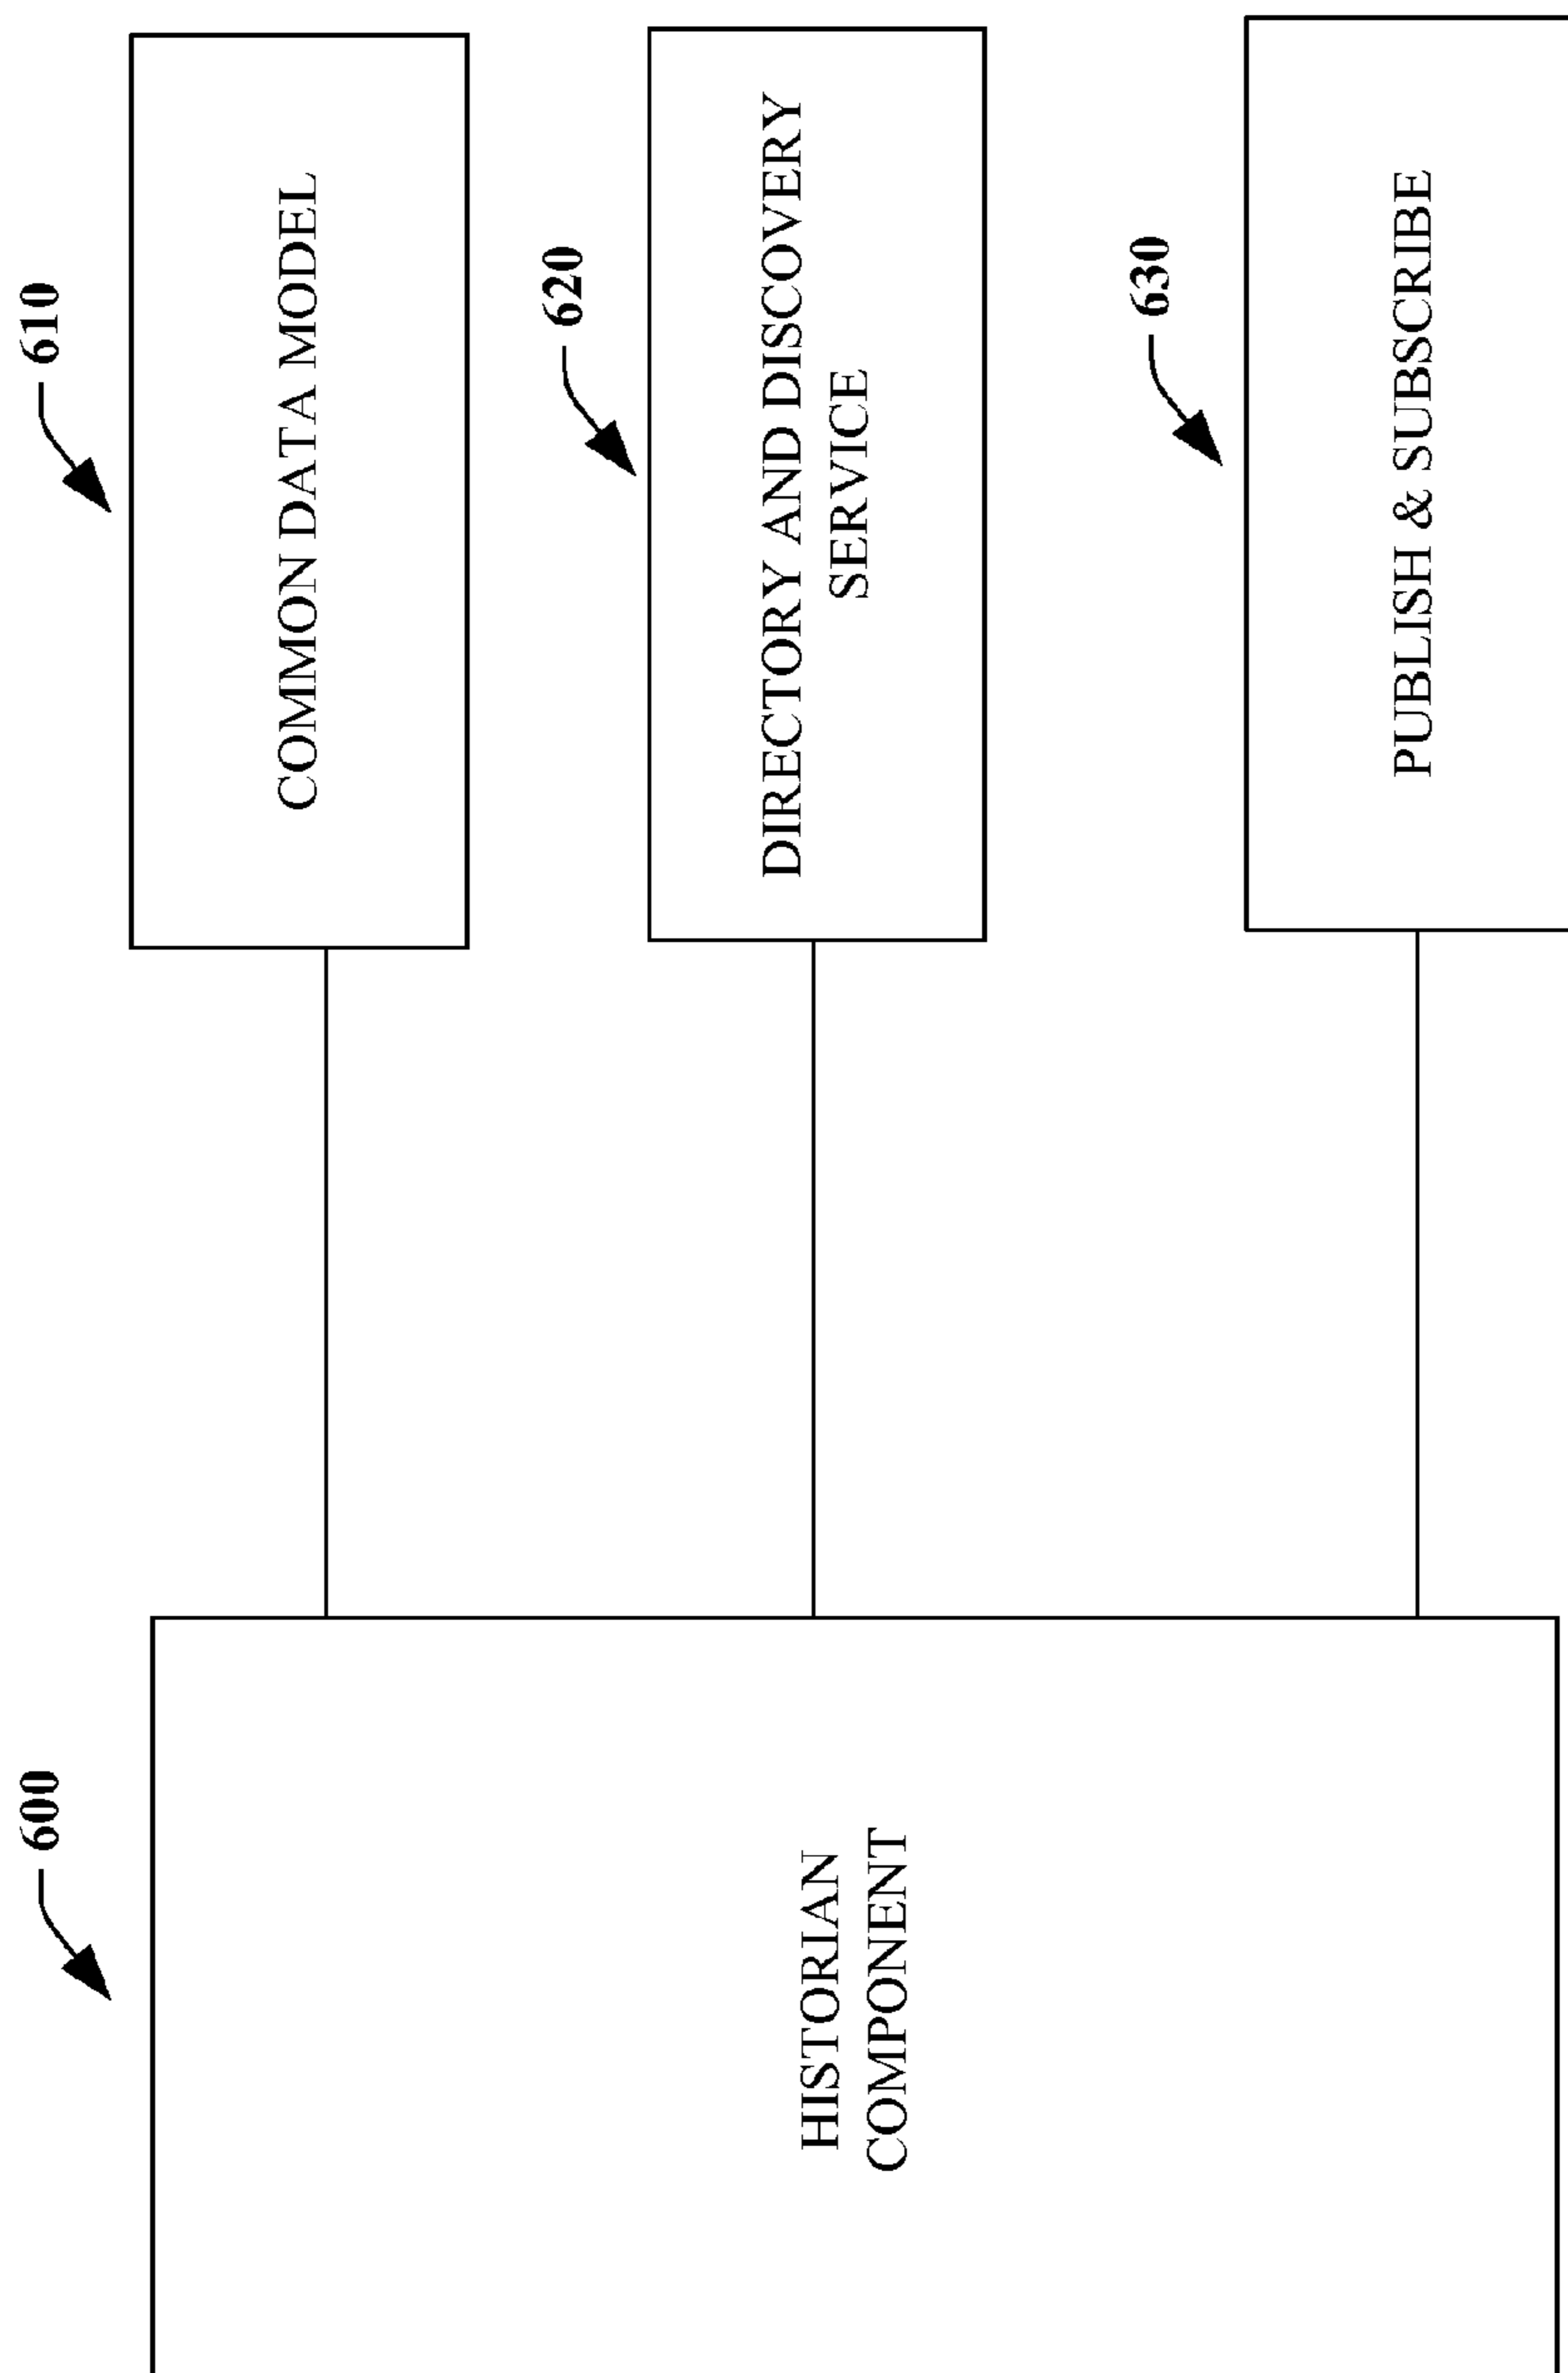 600
HISTORIAN
COMPONENT
610
COMMON DATA MODEL
620
DIRECTORY AND DISCOVERY
SERVICE
630
PUBLISH & SUBSCRIBE